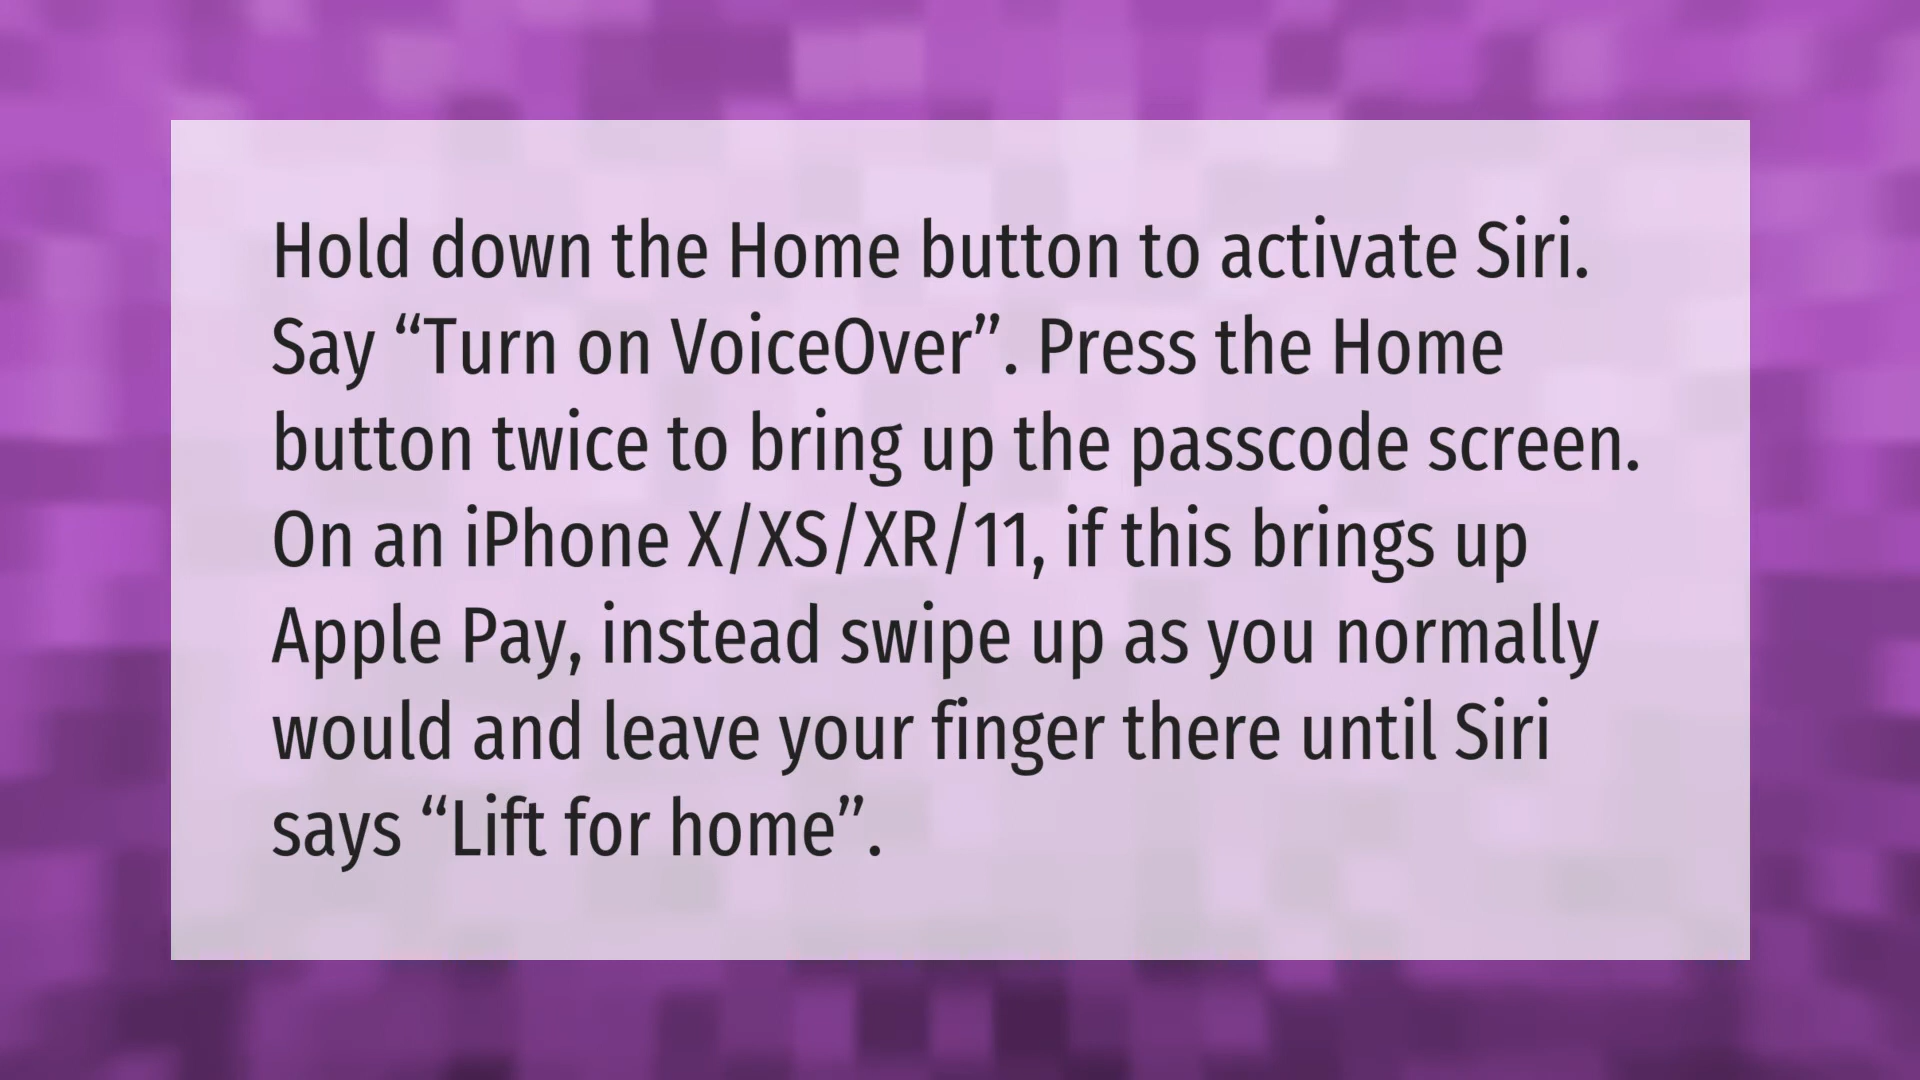 Hold down the Home button to activate Siri.
Say “Turn on VoiceOver”. Press the Home
button twice to bring up the passcode screen.
On an iPhone X/XS/XR/11, if this brings up
Apple Pay, instead swipe up as you normally
would and leave your finger there until Siri
says “Lift for home”.